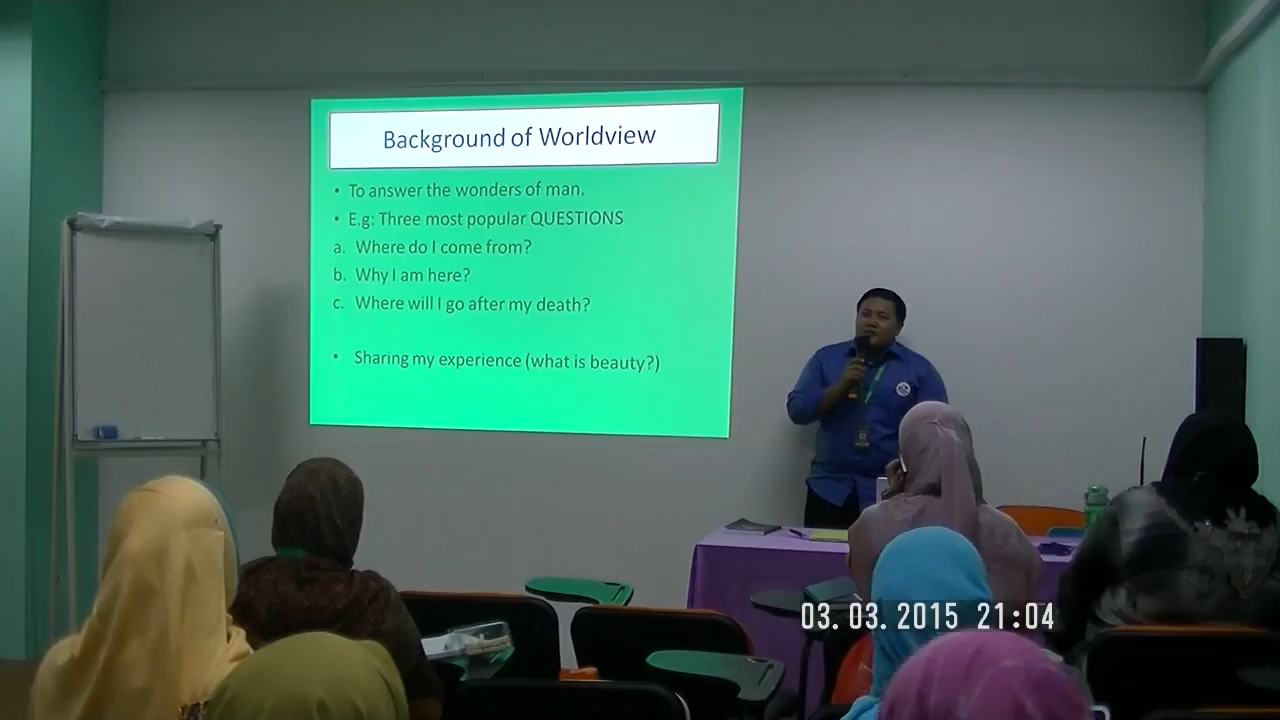 Background of Worldview
• To answer the wonders of man.
• E.g: Three most popular QUESTIONS
a. Where do I come from?
b. Why I am here?
c. Where will I go after my death?
• Sharing my experience (what is beauty?)
03. 03. 2015 21:04